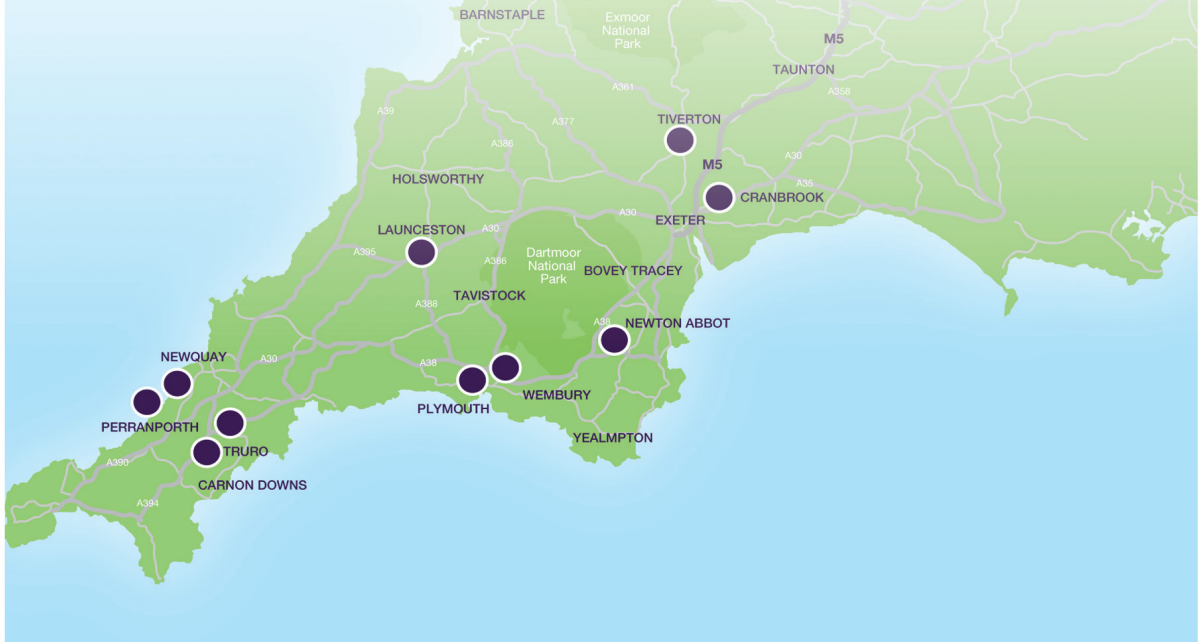 BARNSTAPLE
Exmoor
National
Park
M5
TAUNTON
A361
A358
A39
TIVERTON
A377
A386
A30
M5
HOLSWORTHY
A35
CRANBROOK
A30
EXETER
LAUNCESTON
A30
A395
Dartmoor
National
Park
A386
BOVEY TRACEY
TAVISTOCK
A388
A38
NEWTON ABBOT
NEWQUAY
A30
A38
WEMBURY
PLYMOUTH
PERRANPORTH
YEALMPTON
TRURO
A390
CARNON DOWNS
A394